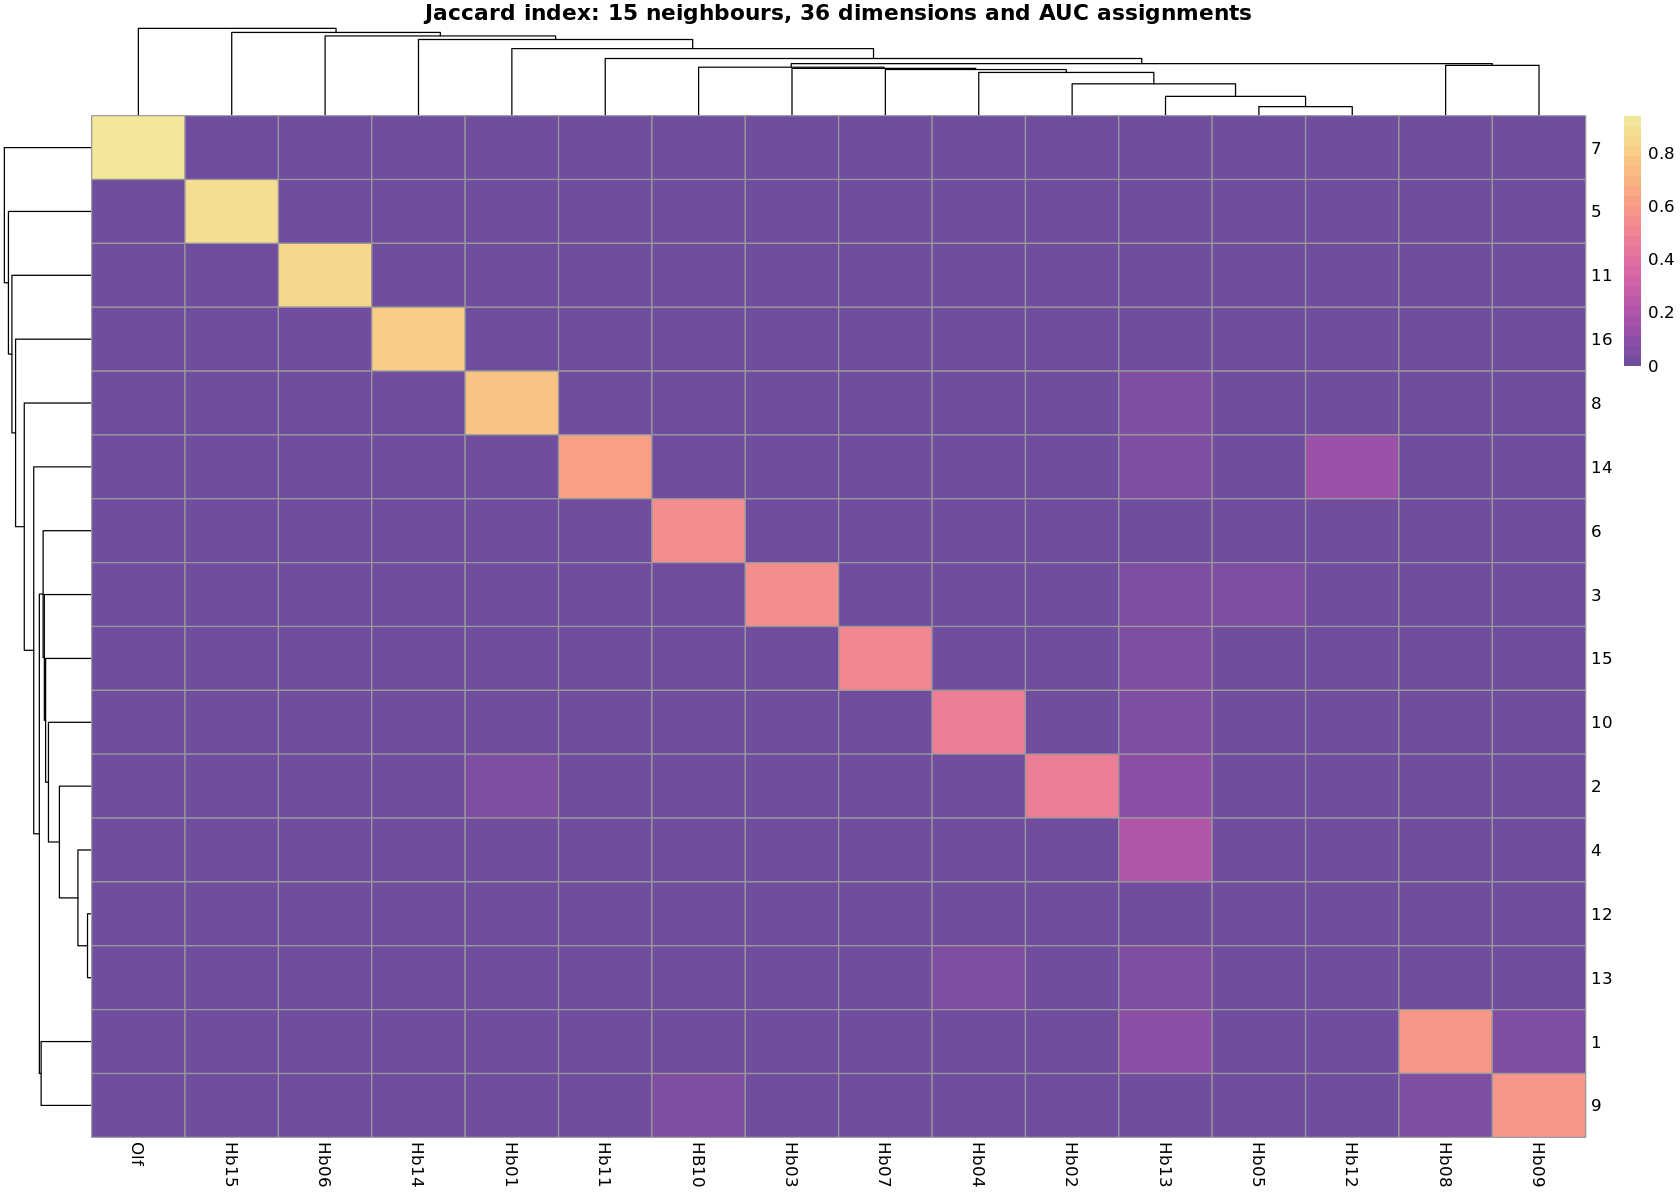 Jaccard index: 15 neighbours, 36 dimensions and AUC assignments
0.8
0.6
0.4
0.2
0
7
5
11
16
8
14
6
3
15
10
2
4
12
13
1
9
Olf
Hb15
Hb06
Hb14
Hb01
Hb11
HB10
Hb03
Hb07
Hb04
Hb02
Hb13
Hb05
Hb12
Hb08
Hb09